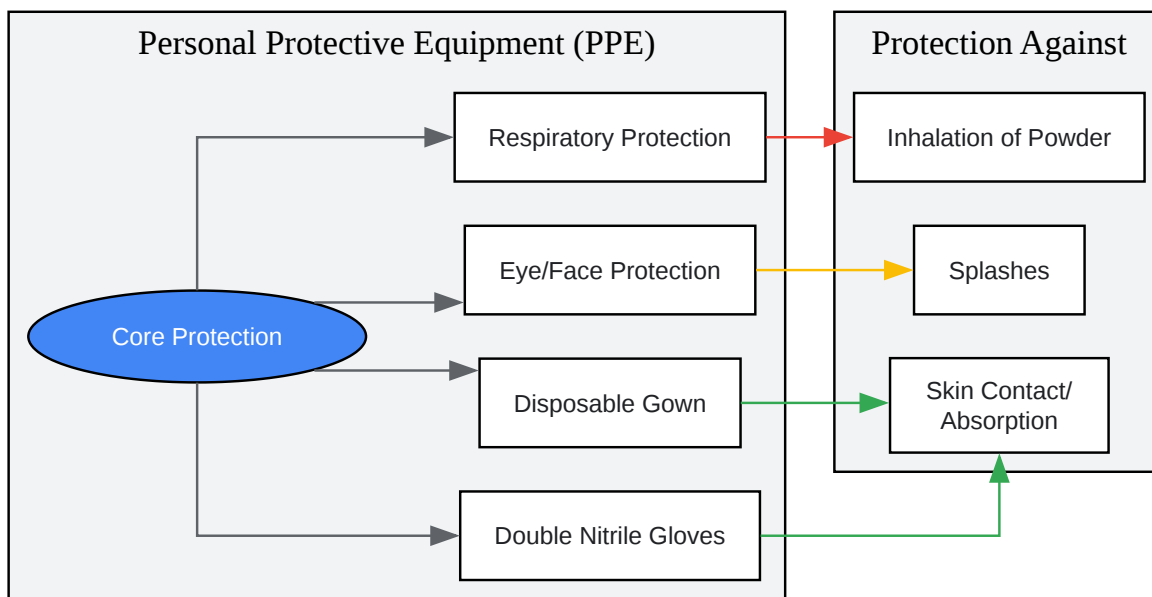 Personal Protective Equipment (PPE)
Protection Against
Respiratory Protection
Inhalation of Powder
Eye/Face Protection
Splashes
Core Protection
Disposable Gown
Skin Contact/
Absorption
Double Nitrile Gloves